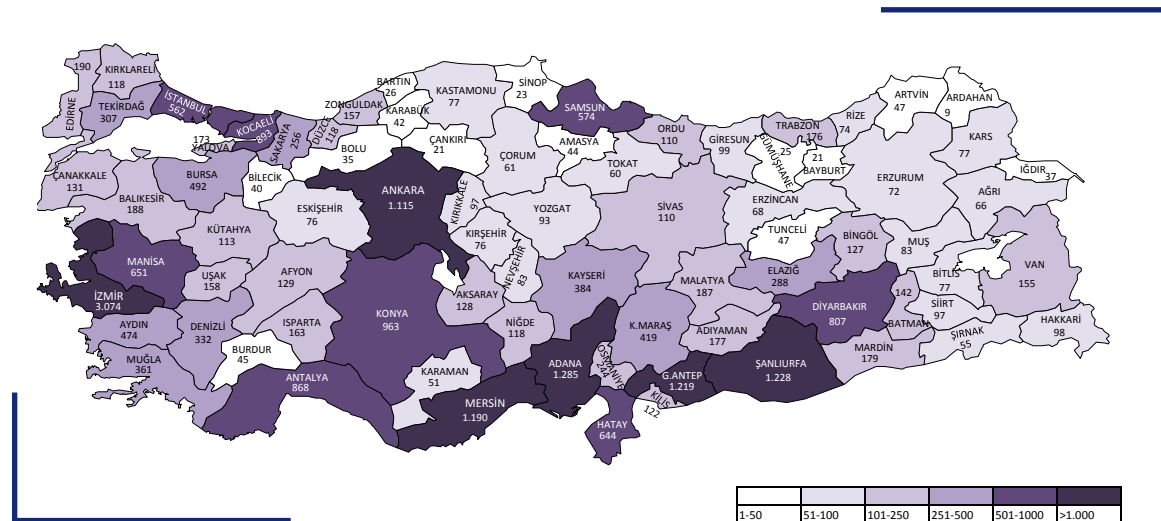 190
KIRKLARELİ
118
EDİRNE
TEKİRDAĞ
307
İSTANBUL
562
KOCAELİ
893
173
YALOVA
SAKARYA
256
DÜZCE
118
ZONGULDAK
157
BARTIN
26
KARABÜK
42
KASTAMONU
77
SİNOP
23
SAMSUN
574
BOLU
35
ÇANKIRI
21
ÇORUM
61
AMASYA
44
TOKAT
60
ORDU
110
GİRESUN
99
GÜMÜŞHANE
25
TRABZON
176
21
BAYBURT
RİZE
74
ARTVİN
47
ARDAHAN
9
KARS
77
IĞDIR
37
AĞRI
66
ERZURUM
72
ERZİNCAN
68
ÇANAKKALE
131
BALIKESİR
188
BURSA
492
BİLECİK
40
ESKİŞEHİR
76
ANKARA
1.115
KIRIKKALE
97
KIRŞEHİR
76
YOZGAT
93
SİVAS
110
TUNCELİ
47
BİNGÖL
127
MUŞ
83
BİTLİS
77
VAN
155
KÜTAHYA
113
MANİSA
651
UŞAK
158
AFYON
129
İZMİR
3.074
AYDIN
474
DENİZLİ
332
ISPARTA
163
BURDUR
45
MUĞLA
361
ANTALYA
868
KONYA
963
AKSARAY
128
NEVŞEHİR
83
KAYSERİ
384
NİĞDE
118
KARAMAN
51
MERSİN
1.190
ADANA
1.285
OSMANİYE
244
K.MARAŞ
419
MALATYA
187
ELAZIĞ
288
ADIYAMAN
177
G.ANTEP
1.219
KİLİS
122
HATAY
644
ŞANLIURFA
1.228
DİYARBAKIR
807
142
BATMAN
MARDİN
179
SİİRT
97
ŞIRNAK
55
HAKKARİ
98
1-50 51-100 101-250 251-500 501-1000 >1.000